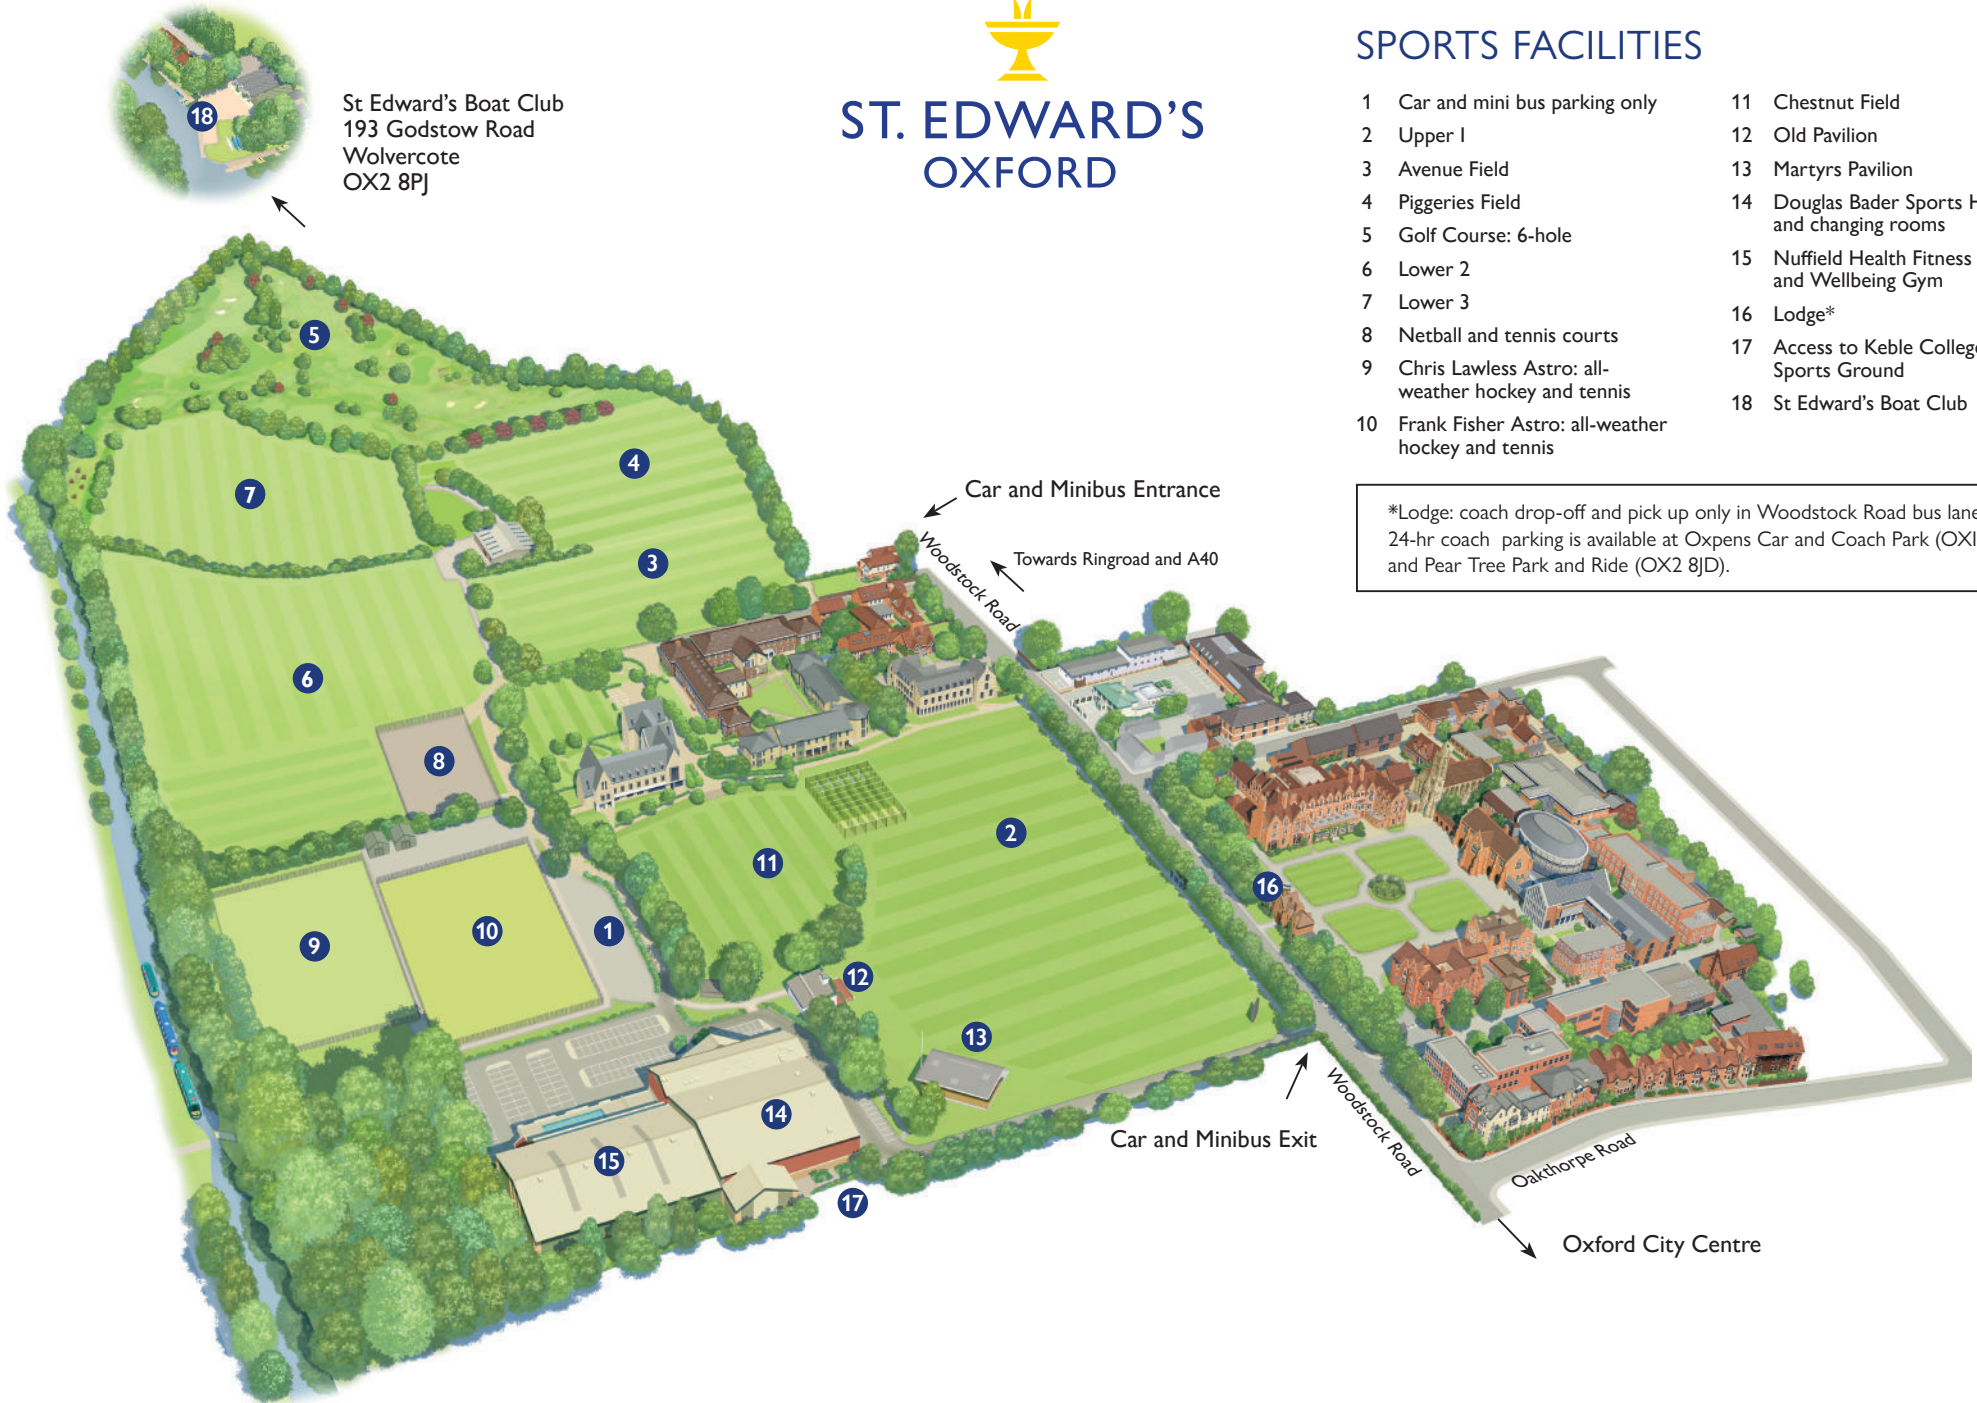 ST. EDWARD'S
OXFORD
St Edward's Boat Club
193 Godstow Road
Wolvercote
OX2 8PJ
SPORTS FACILITIES
1 Car and mini bus parking only
2 Upper 1
3 Avenue Field
4 Piggeries Field
5 Golf Course: 6-hole
6 Lower 2
7 Lower 3
8 Netball and tennis courts
9 Chris Lawless Astro: all-
weather hockey and tennis
10 Frank Fisher Astro: all-weather
hockey and tennis
11 Chestnut Field
12 Old Pavilion
13 Martyrs Pavilion
14 Douglas Bader Sports
and changing rooms
15 Nuffield Health Fitness
and Wellbeing Gym
16 Lodge*
17 Access to Keble College
Sports Ground
18 St Edward's Boat Club
*Lodge: coach drop-off and pick up only in Woodstock Road bus lane
24-hr coach parking is available at Oxpens Car and Coach Park (OX1
and Pear Tree Park and Ride (OX2 8JD).
Car and Minibus Entrance
Woodstock Road
Towards Ringroad and A40
Car and Minibus Exit
Woodstock Road
Oakthorpe Road
Oxford City Centre
18
5
4
7
3
6
8
2
11
16
1
10
9
12
13
14
15
17